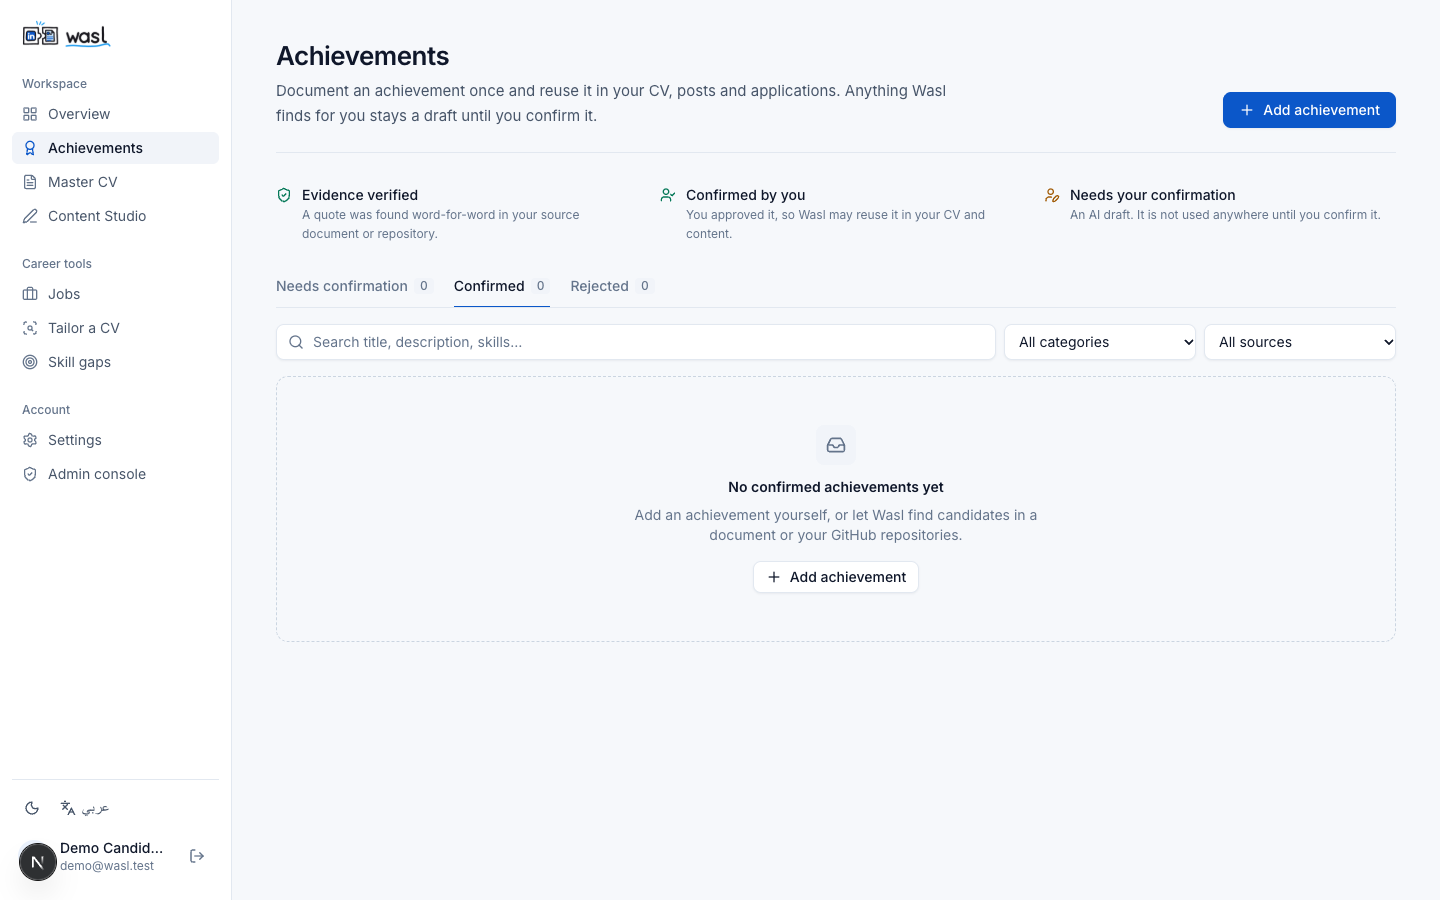 in
wasl
Workspace
Overview
Achievements
Master CV
Content Studio
Career tools
Jobs
Tailor a CV
Skill gaps
Account
Settings
Admin console
عربي
N
Demo Candid...
demo@wasl.test
Achievements
Document an achievement once and reuse it in your CV, posts and applications. Anything Wasl
finds for you stays a draft until you confirm it.
Add achievement
Evidence verified
A quote was found word-for-word in your source
document or repository.
Confirmed by you
You approved it, so Wasl may reuse it in your CV and
content.
Needs your confirmation
An AI draft. It is not used anywhere until you confirm it.
Needs confirmation 0 Confirmed 0 Rejected 0
Search title, description, skills... All categories All sources
No confirmed achievements yet
Add an achievement yourself, or let Wasl find candidates in a
document or your GitHub repositories.
Add achievement